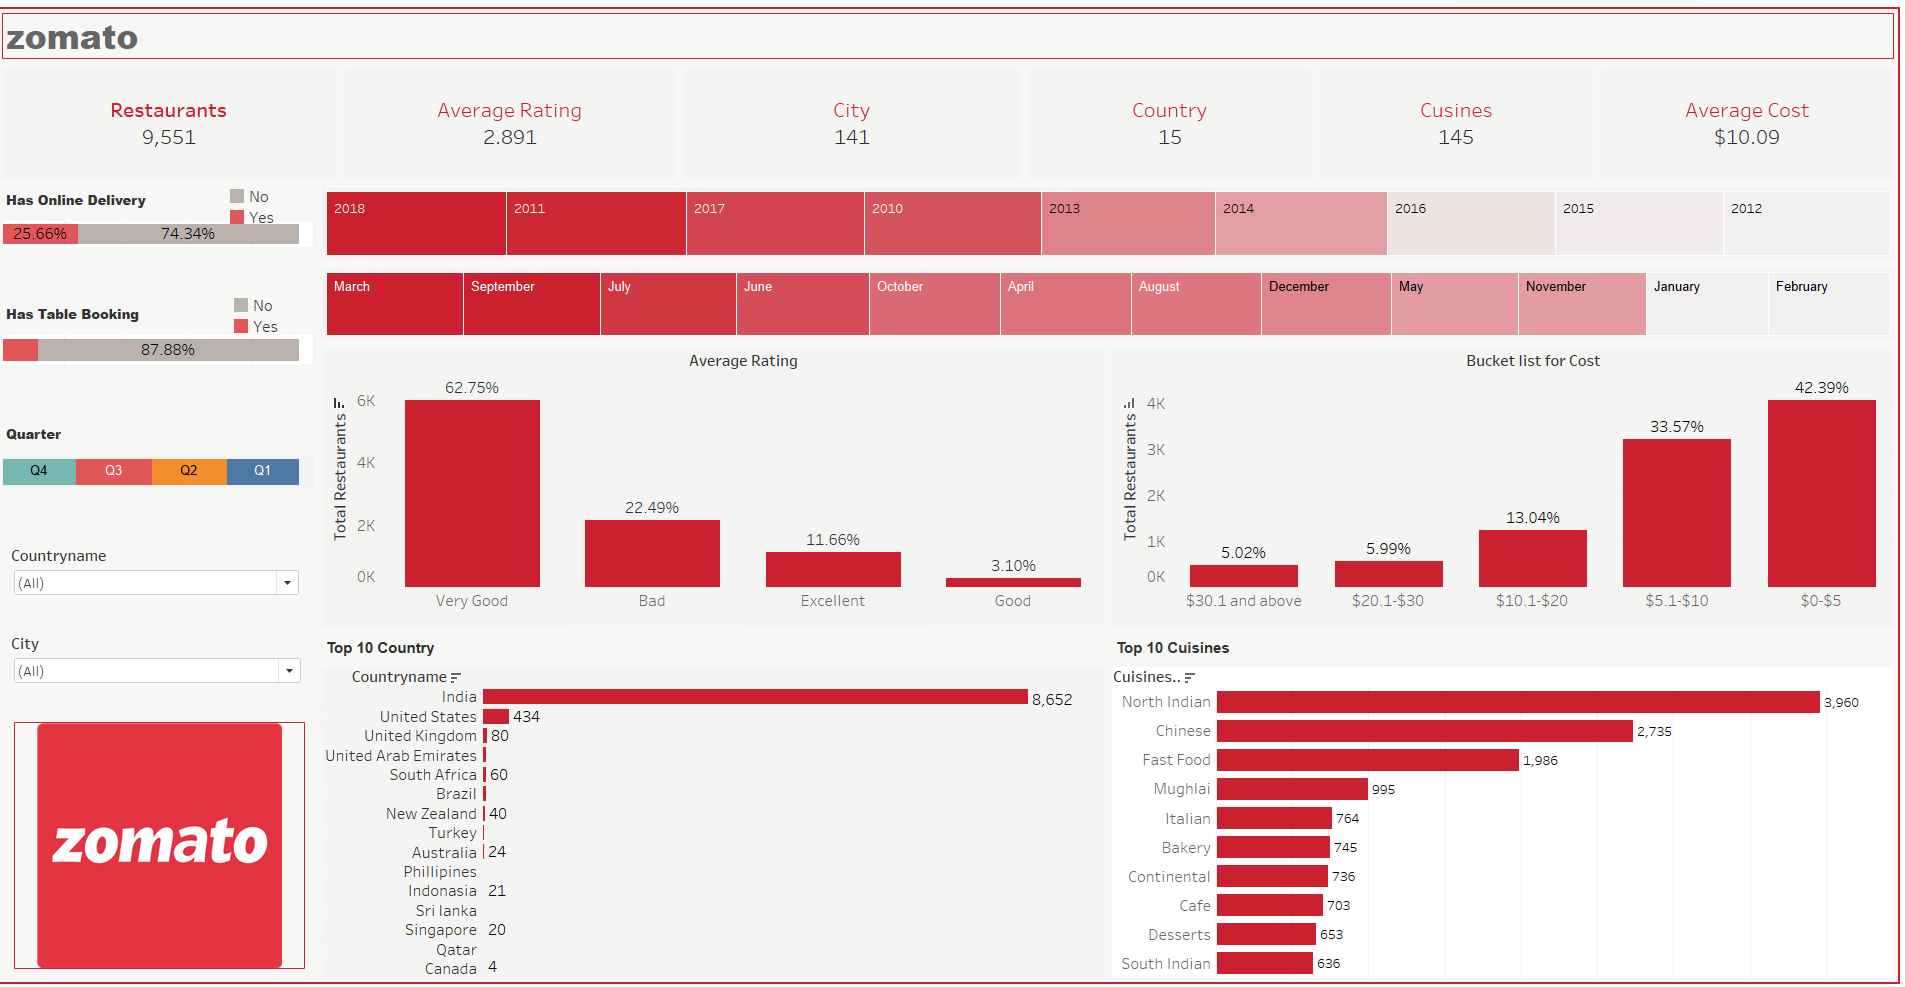 zomato
Restaurants
9,551
Average Rating
2.891
City
141
Country
15
Cusines
145
Average Cost
$10.09
Has Online Delivery
No
Yes
25.66% 74.34%
Has Table Booking
No
Yes
87.88%
Quarter
Q4 Q3 Q2 Q1
Countryname
(All)
City
(All)
zomato
2018 2011 2017 2010 2013 2014 2016 2015 2012
March September July June October April August December May November January February
Average Rating
Total Restaurants
6K
4K
2K
0K
62.75%
22.49%
11.66%
3.10%
Very Good Bad Excellent Good
Bucket list for Cost
Total Restaurants
4K
3K
2K
1K
0K
5.02%
5.99%
13.04%
33.57%
42.39%
$30.1 and above $20.1-$30 $10.1-$20 $5.1-$10 $0-$5
Top 10 Country
Countryname
India 8,652
United States 434
United Kingdom 80
United Arab Emirates
South Africa 60
Brazil
New Zealand 40
Turkey
Australia 24
Phillipines
Indonasia 21
Sri lanka
Singapore 20
Qatar
Canada 4
Top 10 Cuisines
Cuisines..
North Indian 3,960
Chinese 2,735
Fast Food 1,986
Mughlai 995
Italian 764
Bakery 745
Continental 736
Cafe 703
Desserts 653
South Indian 636